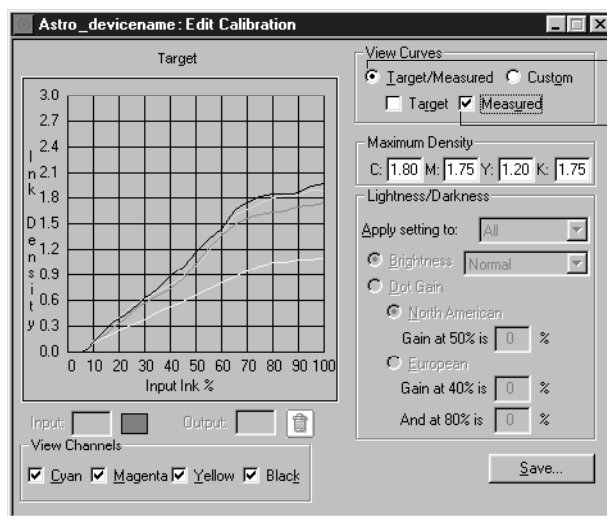 Astro_devicename: Edit Calibration
Target
3.0
2.7
2.4
2.1
1.8
1.5
1.2
0.9
0.6
0.3
0.0
Ink Density
0 10 20 30 40 50 60 70 80 90 100
Input Ink %
Input: Output:
View Channels
Cyan Magenta Yellow Black
View Curves
Target/Measured Custom
Target Measured
Maximum Density
C: 1.80 M: 1.75 Y: 1.20 K: 1.75
Lightness/Darkness
Apply setting to: All
Brightness Normal
Dot Gain
North American
Gain at 50% is 0 %
European
Gain at 40% is 0 %
And at 80% is 0 %
Save...